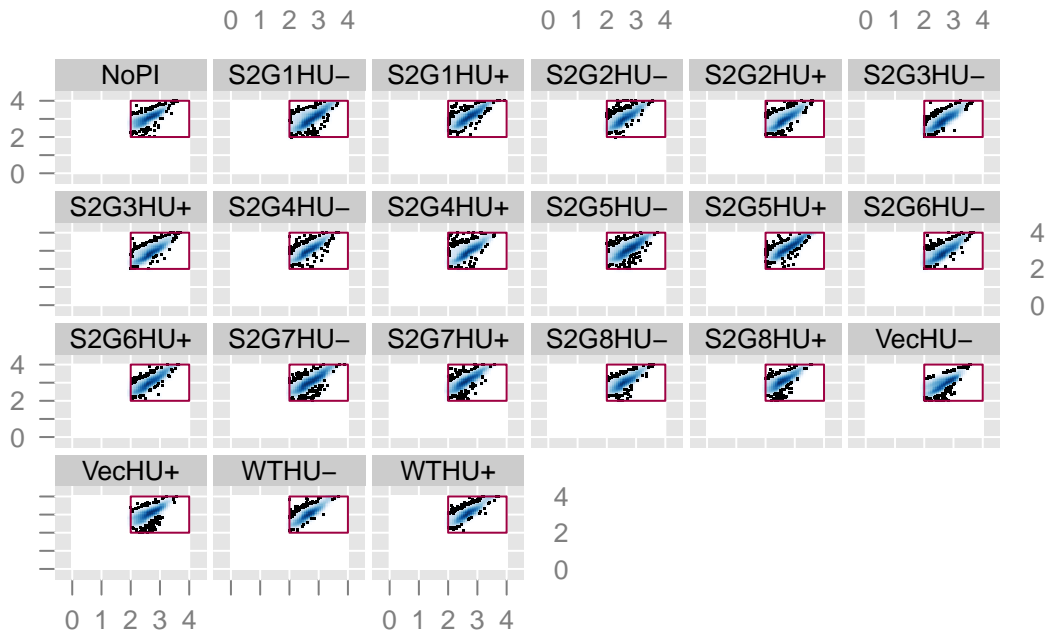 0 1 2 3 4 0 1 2 3 4 0 1 2 3 4
NoPI S2G1HU− S2G1HU+ S2G2HU− S2G2HU+ S2G3HU−
4
2
0
S2G3HU+ S2G4HU− S2G4HU+ S2G5HU− S2G5HU+ S2G6HU−
4
2
0
S2G6HU+ S2G7HU− S2G7HU+ S2G8HU− S2G8HU+ VecHU−
4
2
0
VecHU+ WTHU− WTHU+
4
2
0
0 1 2 3 4 0 1 2 3 4